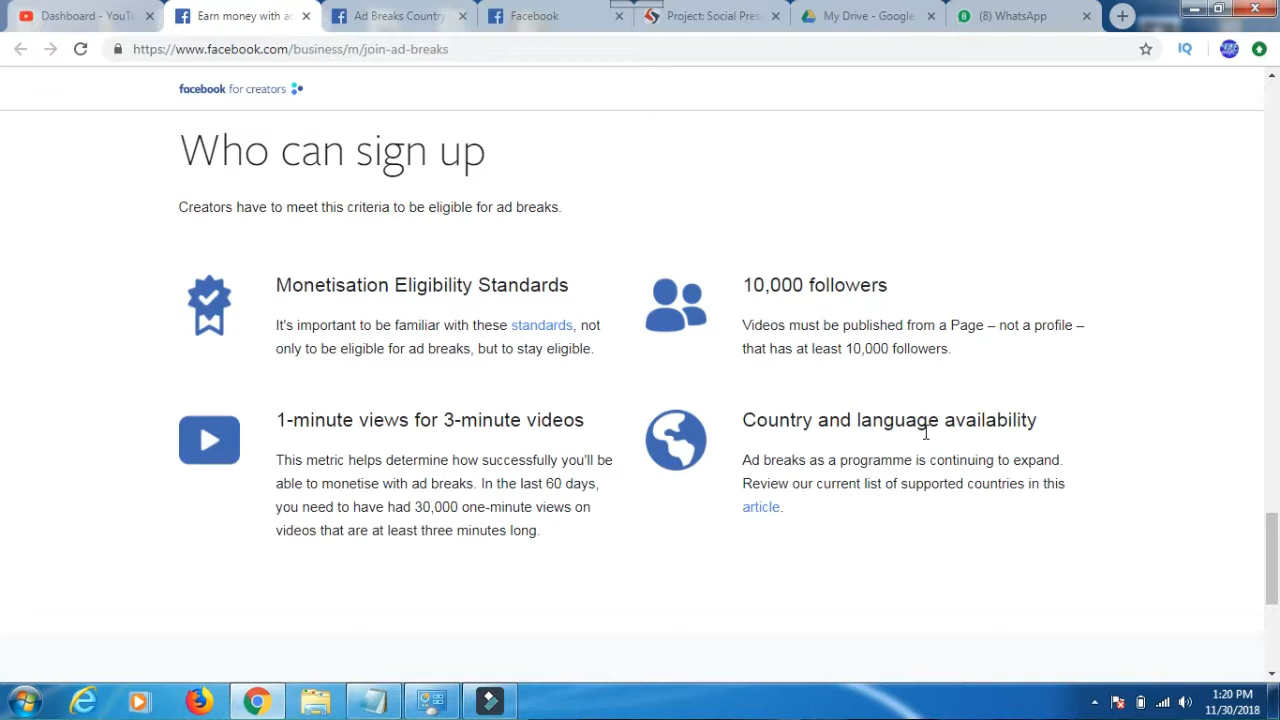 Dashboard - YouTu
Earn money with a
Ad Breaks Country
Facebook
Project: Social Pres
My Drive - Google
8 (8) WhatsApp
https://www.facebook.com/business/m/join-ad-breaks
IQ
facebook for creators
Who can sign up
Creators have to meet this criteria to be eligible for ad breaks.
Monetisation Eligibility Standards
It's important to be familiar with these standards, not
only to be eligible for ad breaks, but to stay eligible.
10,000 followers
Videos must be published from a Page – not a profile –
that has at least 10,000 followers.
1-minute views for 3-minute videos
This metric helps determine how successfully you'll be
able to monetise with ad breaks. In the last 60 days,
you need to have had 30,000 one-minute views on
videos that are at least three minutes long.
Country and language availability
Ad breaks as a programme is continuing to expand.
Review our current list of supported countries in this
article.
1:20 PM
11/30/2018